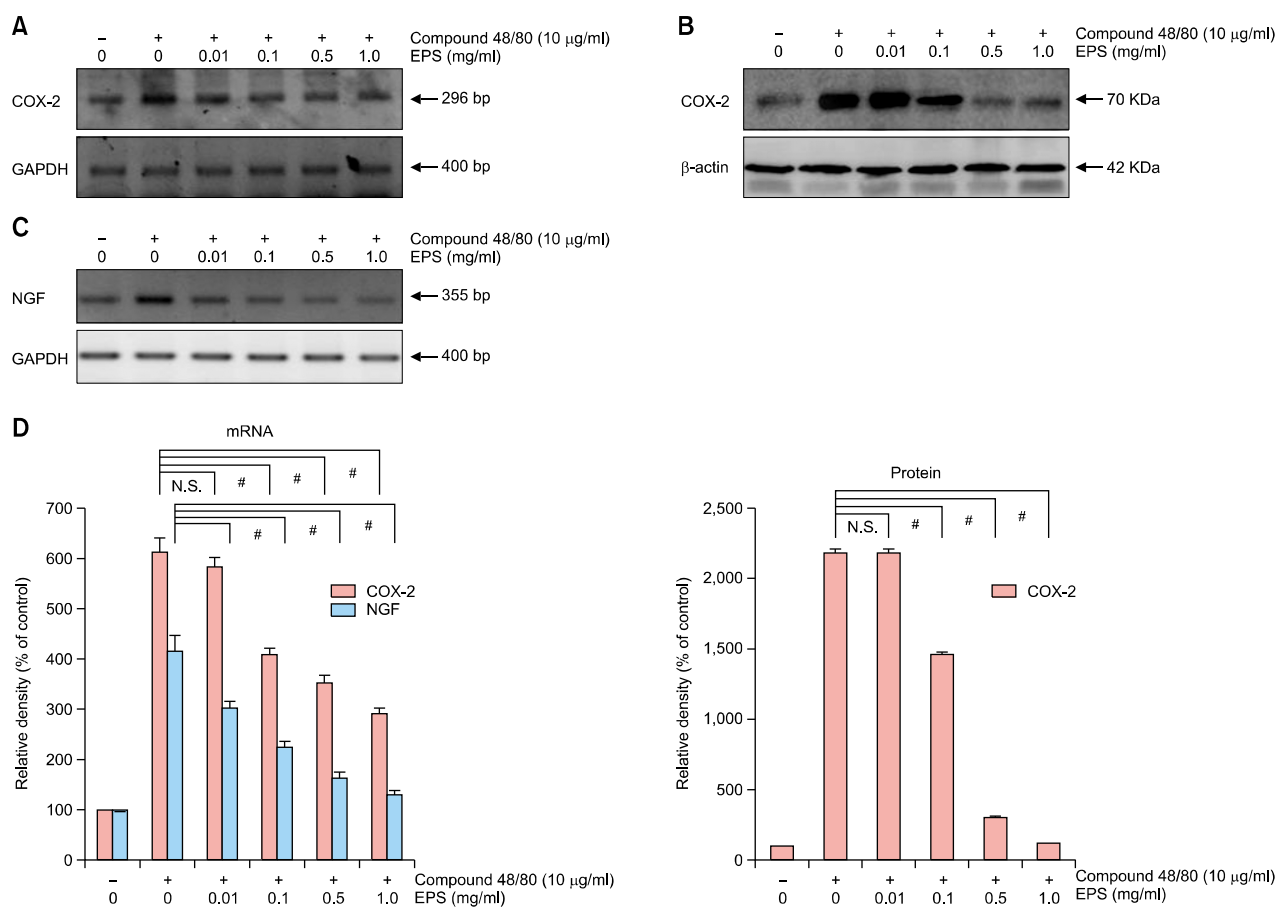 A
– + + + + + Compound 48/80 (10 μg/ml)
0 0 0.01 0.1 0.5 1.0 EPS (mg/ml)
COX-2 296 bp
GAPDH 400 bp
B
– + + + + + Compound 48/80 (10 μg/ml)
0 0 0.01 0.1 0.5 1.0 EPS (mg/ml)
COX-2 70 KDa
β-actin 42 KDa
C
– + + + + + Compound 48/80 (10 μg/ml)
0 0 0.01 0.1 0.5 1.0 EPS (mg/ml)
NGF 355 bp
GAPDH 400 bp
D
mRNA
N.S. # # #
# # #
Relative density (% of control)
700
600
500
400
300
200
100
0
COX-2
NGF
– + + + + + Compound 48/80 (10 μg/ml)
0 0 0.01 0.1 0.5 1.0 EPS (mg/ml)
Protein
N.S. # # #
Relative density (% of control)
2,500
2,000
1,500
1,000
500
0
COX-2
– + + + + + Compound 48/80 (10 μg/ml)
0 0 0.01 0.1 0.5 1.0 EPS (mg/ml)